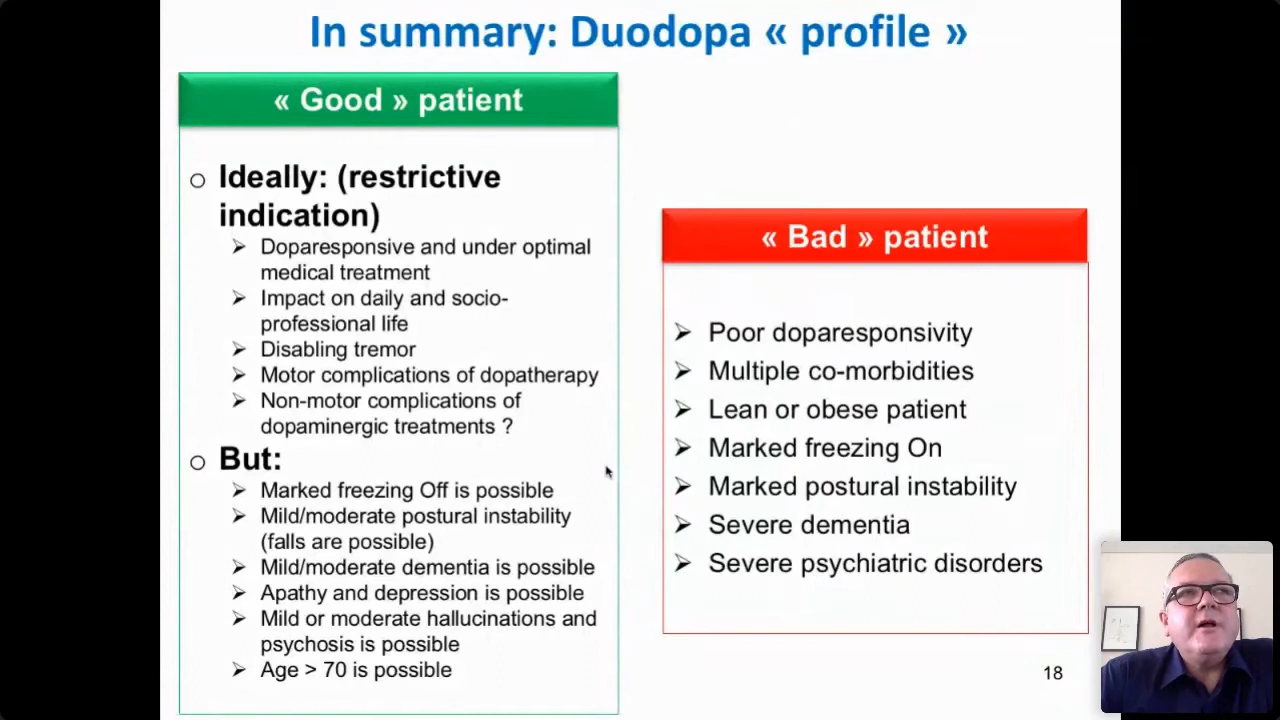 In summary: Duodopa « profile »
« Good » patient
Ideally: (restrictive
indication)
Doparesponsive and under optimal
medical treatment
Impact on daily and socio-
professional life
Disabling tremor
Motor complications of dopatherapy
Non-motor complications of
dopaminergic treatments ?
But:
Marked freezing Off is possible
Mild/moderate postural instability
(falls are possible)
Mild/moderate dementia is possible
Apathy and depression is possible
Mild or moderate hallucinations and
psychosis is possible
Age > 70 is possible
« Bad » patient
Poor doparesponsivity
Multiple co-morbidities
Lean or obese patient
Marked freezing On
Marked postural instability
Severe dementia
Severe psychiatric disorders
18